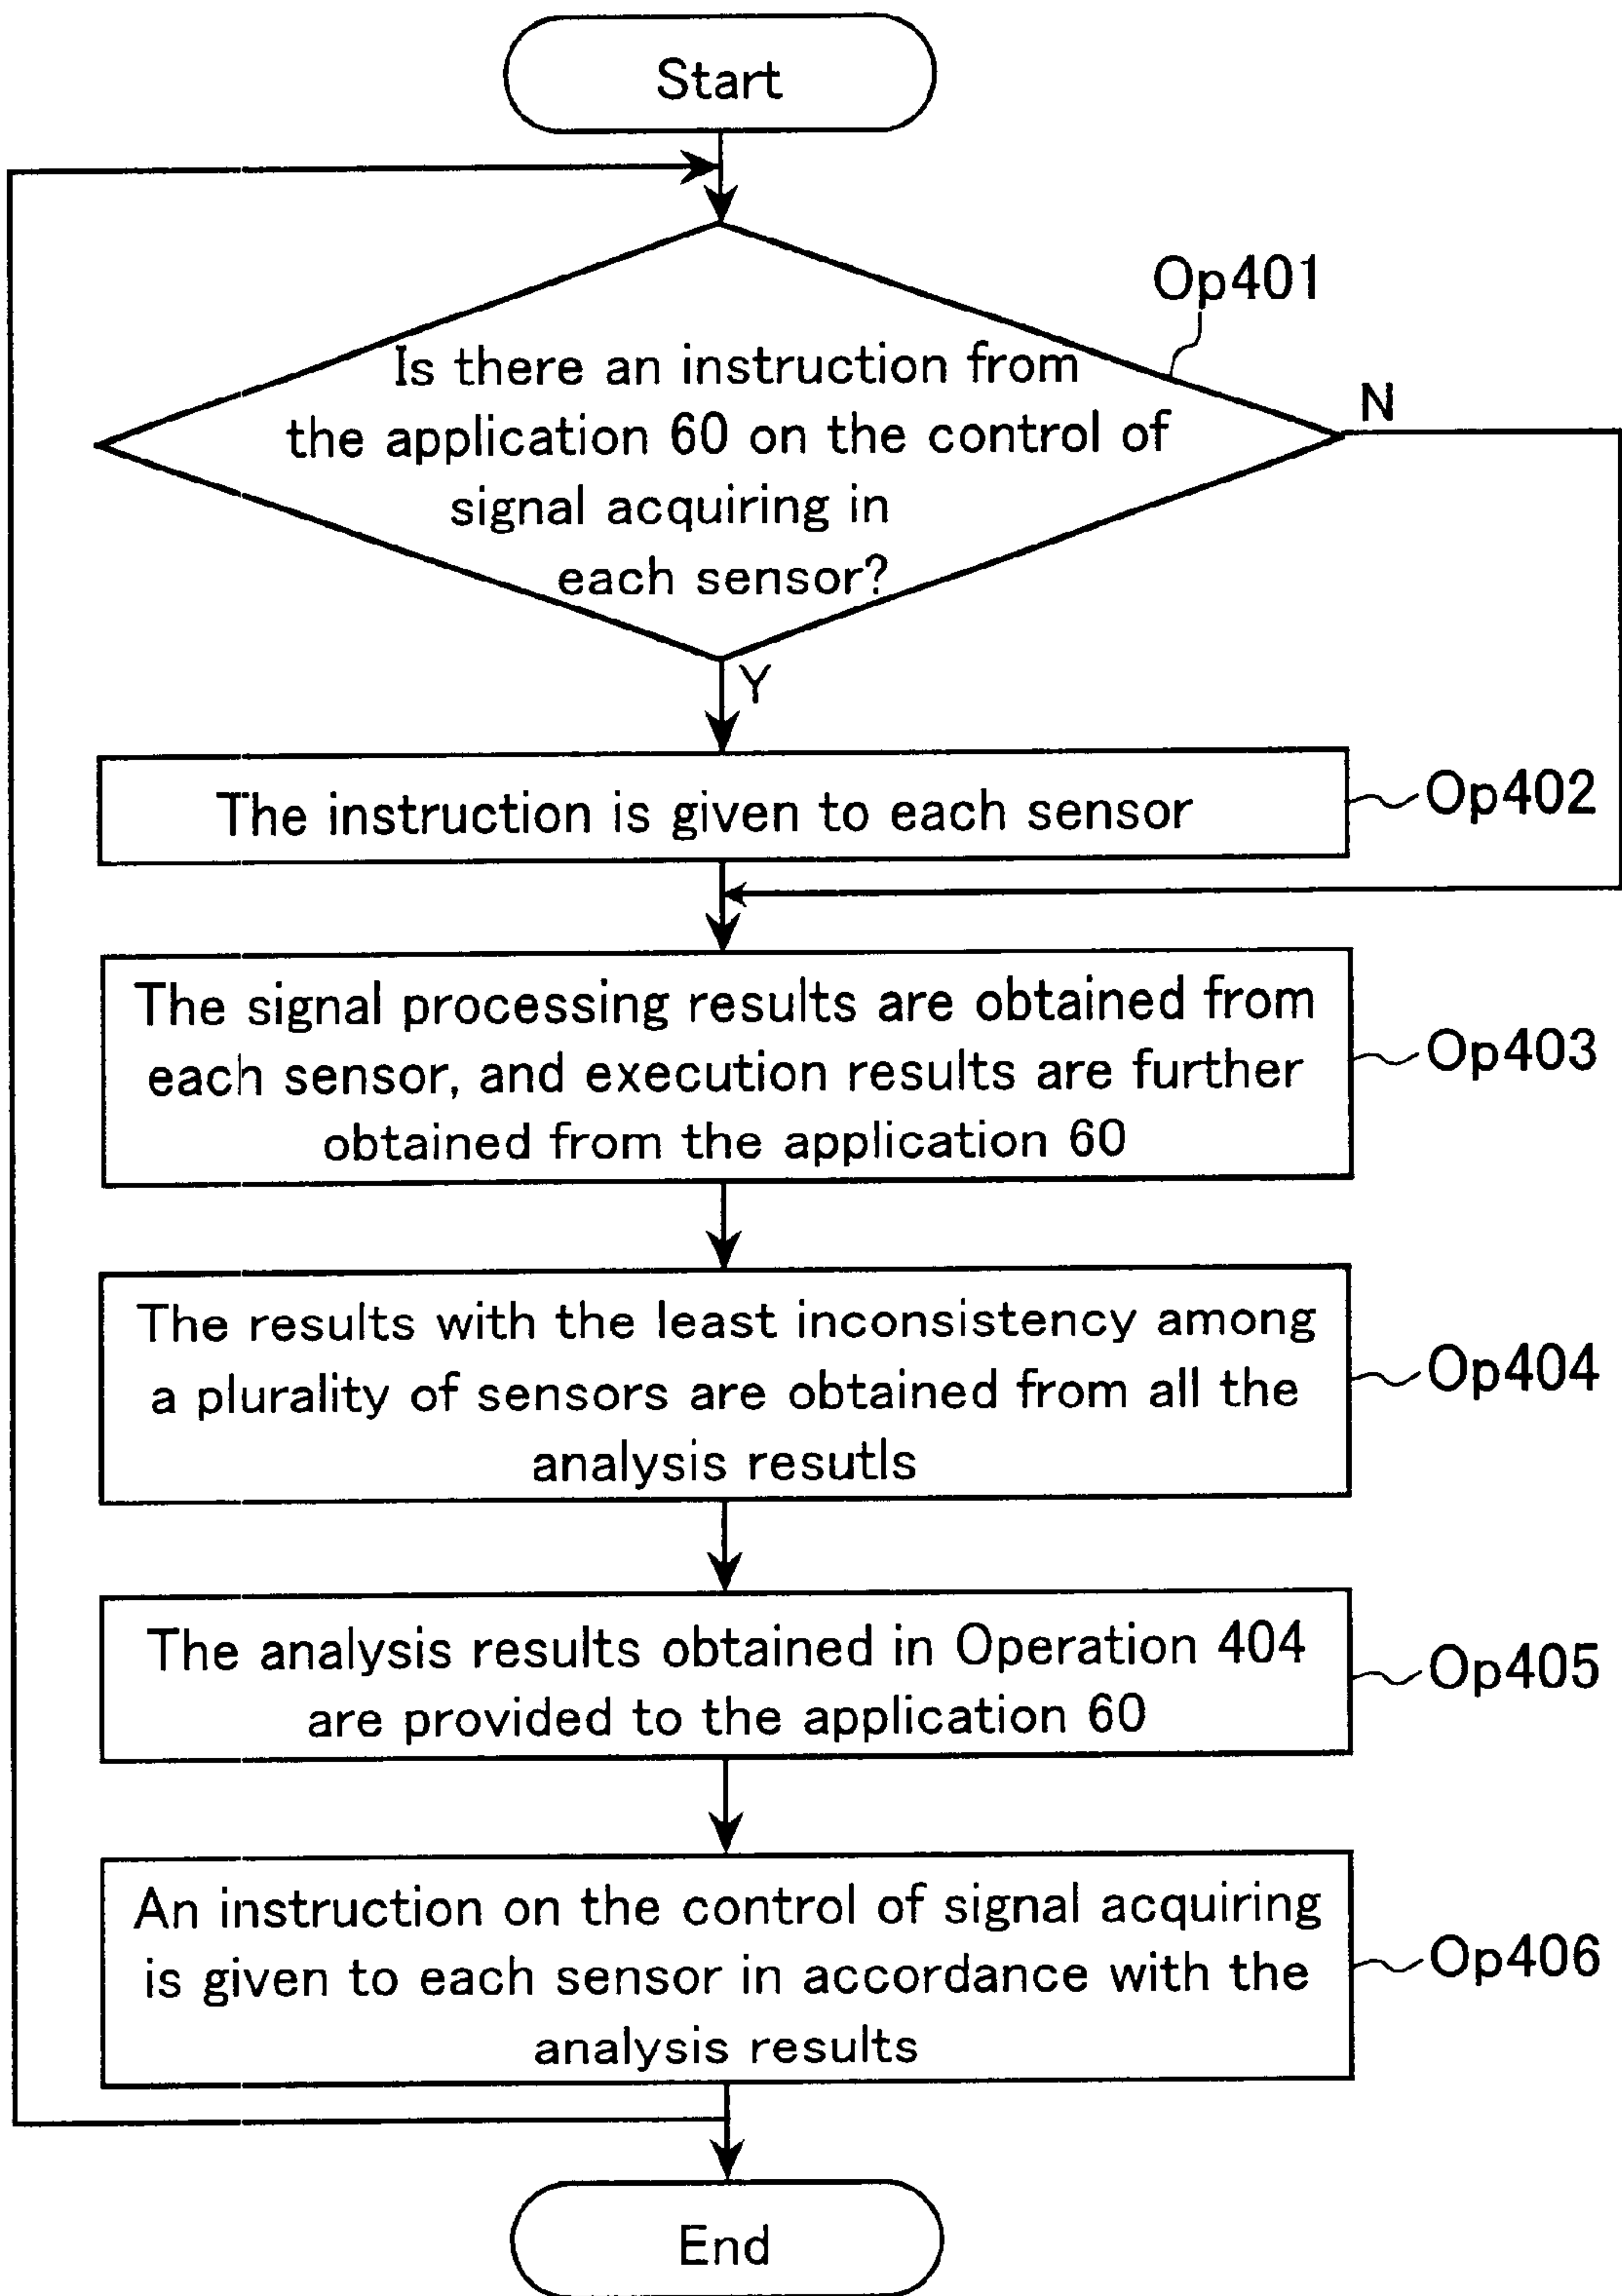 Start
Op401
Is there an instruction from
the application 60 on the control of
signal acquiring in
each sensor?
N
Y
The instruction is given to each sensor
Op402
The signal processing results are obtained from
each sensor, and execution results are further
obtained from the application 60
Op403
The results with the least inconsistency among
a plurality of sensors are obtained from all the
analysis resutls
Op404
The analysis results obtained in Operation 404
are provided to the application 60
Op405
An instruction on the control of signal acquiring
is given to each sensor in accordance with the
analysis results
Op406
End